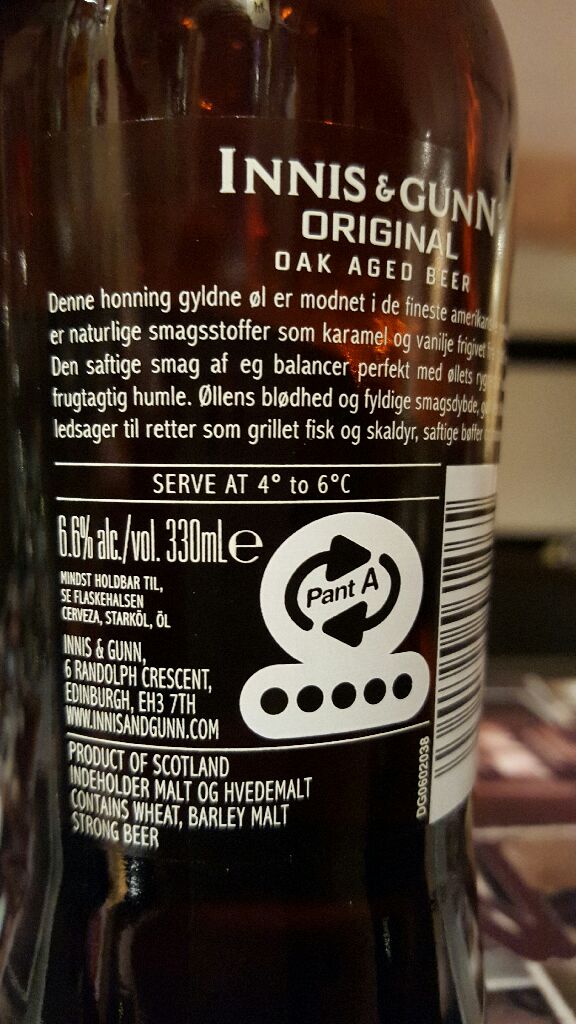 INNIS & GUNN
ORIGINAL
OAK AGED BEER
Denne honning gyldne øl er modnet i de fineste
er naturlige smagsstoffer som karamel og vanilje frigivet
Den saftige smag af eg balancer perfekt med øllets
frugtagtig humle. Øllens blødhed og fyldige smagsdybde,
ledsager til retter som grillet fisk og skaldyr, saftige bøffer
SERVE AT 4° to 6°C
6.6% alc./vol. 330ml e
MINDST HOLDBAR TIL,
SE FLASKEHALSEN
CERVEZA, STARKÖL, ÖL
Pant A
INNIS & GUNN,
6 RANDOLPH CRESCENT,
EDINBURGH, EH3 7TH
WWW.INNISANDGUNN.COM
PRODUCT OF SCOTLAND
INDEHOLDER MALT OG HVEDEMALT
CONTAINS WHEAT, BARLEY MALT
STRONG BEER
DG0602038